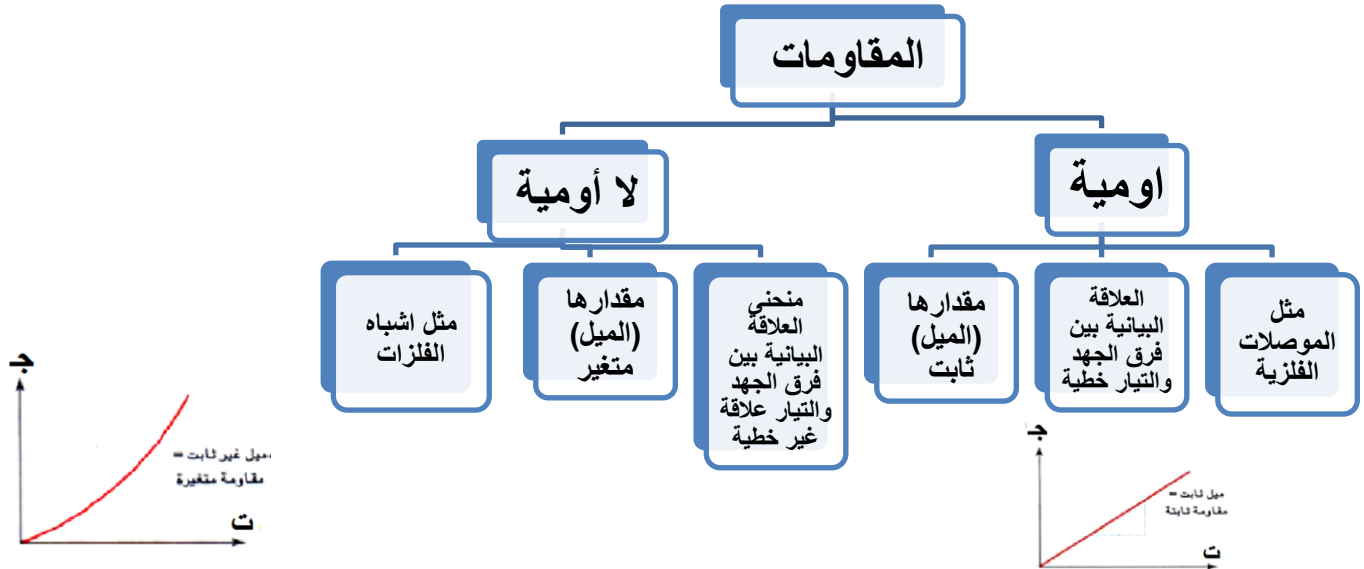 المقاومات
اومية
لا أومية
مثل
الموصلات
الفلزية
العلاقة
البيانية بين
فرق الجهد
والتيار خطية
مقدارها
(الميل)
ثابت
منحنى
العلاقة
البيانية بين
فرق الجهد
والتيار علاقة
غير خطية
مقدارها
(الميل)
متغير
مثل اشباه
الفلزات
جـ
ميل ثابت =
مقاومة ثابتة
ت
جـ
ميل غير ثابت =
مقاومة متغيرة
ت